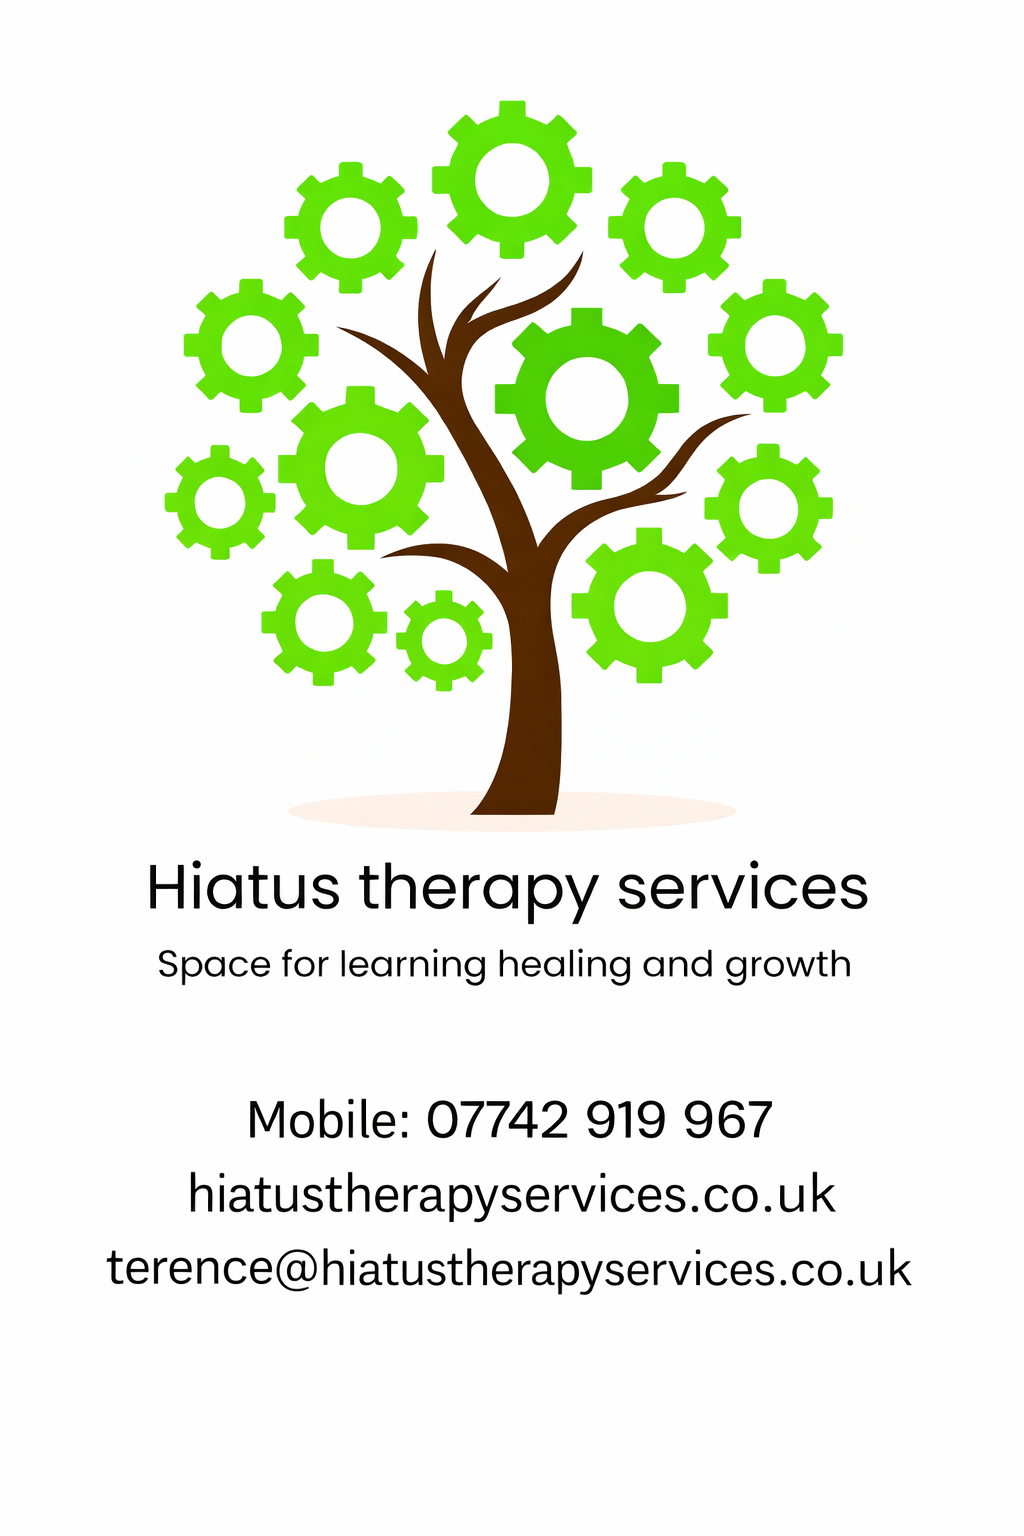 Hiatus therapy services
Space for learning healing and growth
Mobile: 07742 919 967
hiatustherapyservices.co.uk
terence@hiatustherapyservices.co.uk